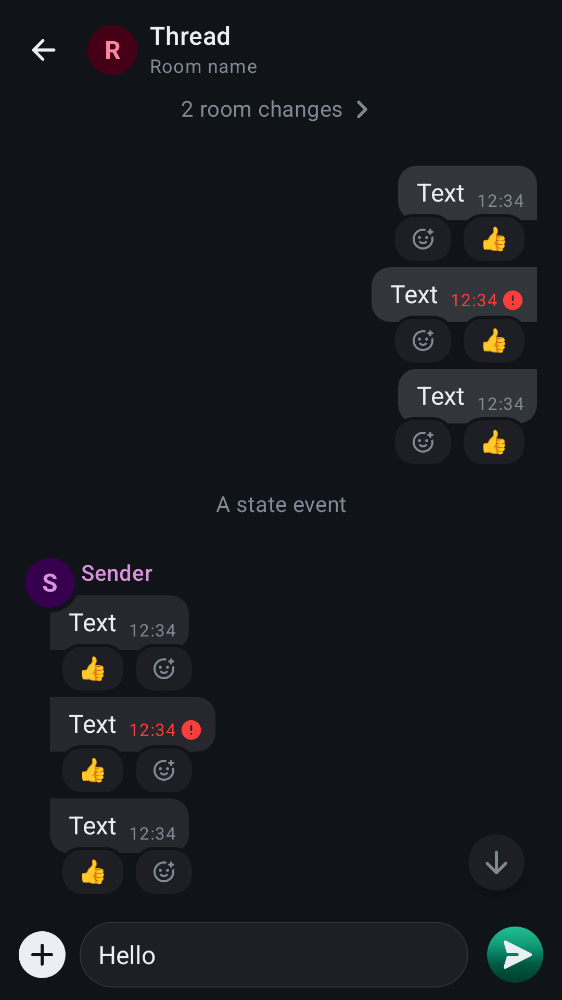 R
Thread
Room name
2 room changes
Text 12:34
👍
Text 12:34
👍
Text 12:34
👍
A state event
S
Sender
Text 12:34
👍
Text 12:34
👍
Text 12:34
👍
Hello